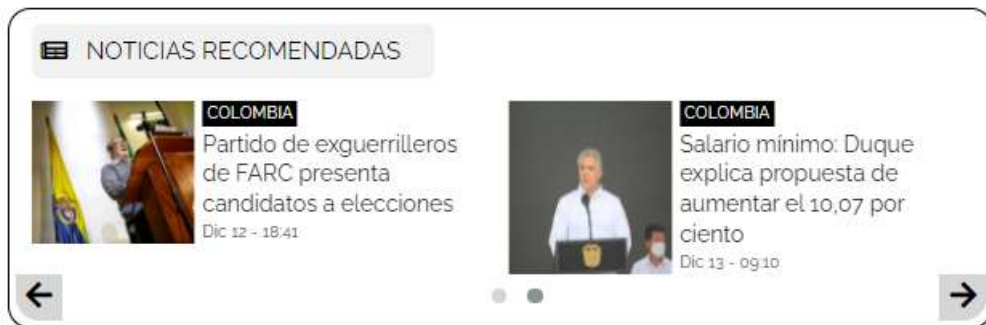 NOTICIAS RECOMENDADAS
COLOMBIA
Partido de exguerrilleros
de FARC presenta
candidatos a elecciones
Dic 12 - 18:41
COLOMBIA
Salario mínimo: Duque
explica propuesta de
aumentar el 10,07 por
ciento
Dic 13 - 09:10